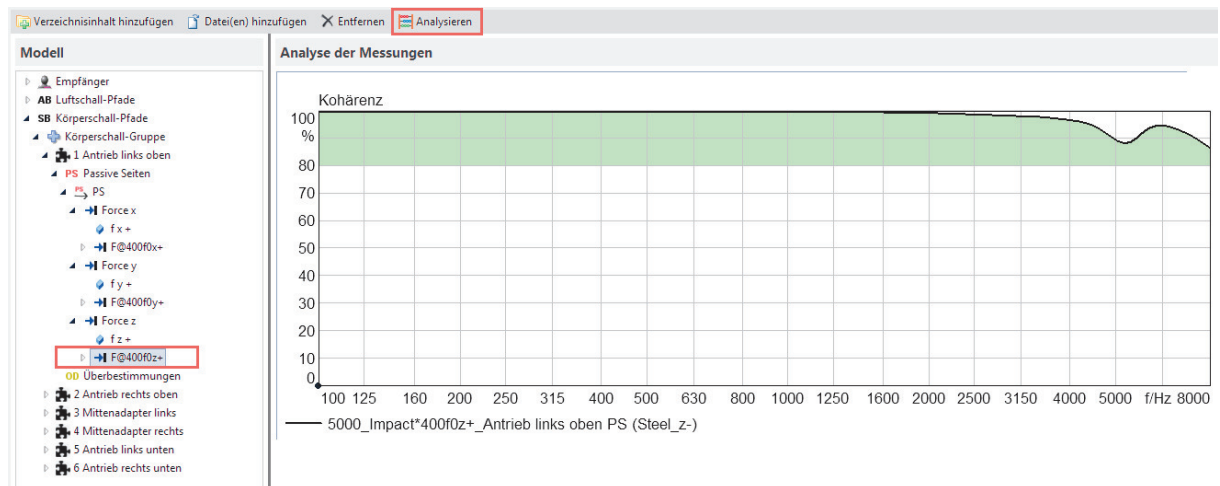 Verzeichnisinhalt hinzufügen Datei(en) hinzufügen Entfernen Analysieren
Modell
Empfänger
AB Luftschall-Pfade
SB Körperschall-Pfade
Körperschall-Gruppe
1 Antrieb links oben
PS Passive Seiten
PS PS
Force x
f x +
F@400f0x+
Force y
f y +
F@400f0y+
Force z
f z +
F@400f0z+
OD Überbestimmungen
2 Antrieb rechts oben
3 Mittenadapter links
4 Mittenadapter rechts
5 Antrieb links unten
6 Antrieb rechts unten
Analyse der Messungen
Kohärenz
100
%
80
70
60
50
40
30
20
10
0
100 125 160 200 250 315 400 500 630 800 1000 1250 1600 2000 2500 3150 4000 5000 f/Hz 8000
5000_Impact*400f0z+_Antrieb links oben PS (Steel_z-)